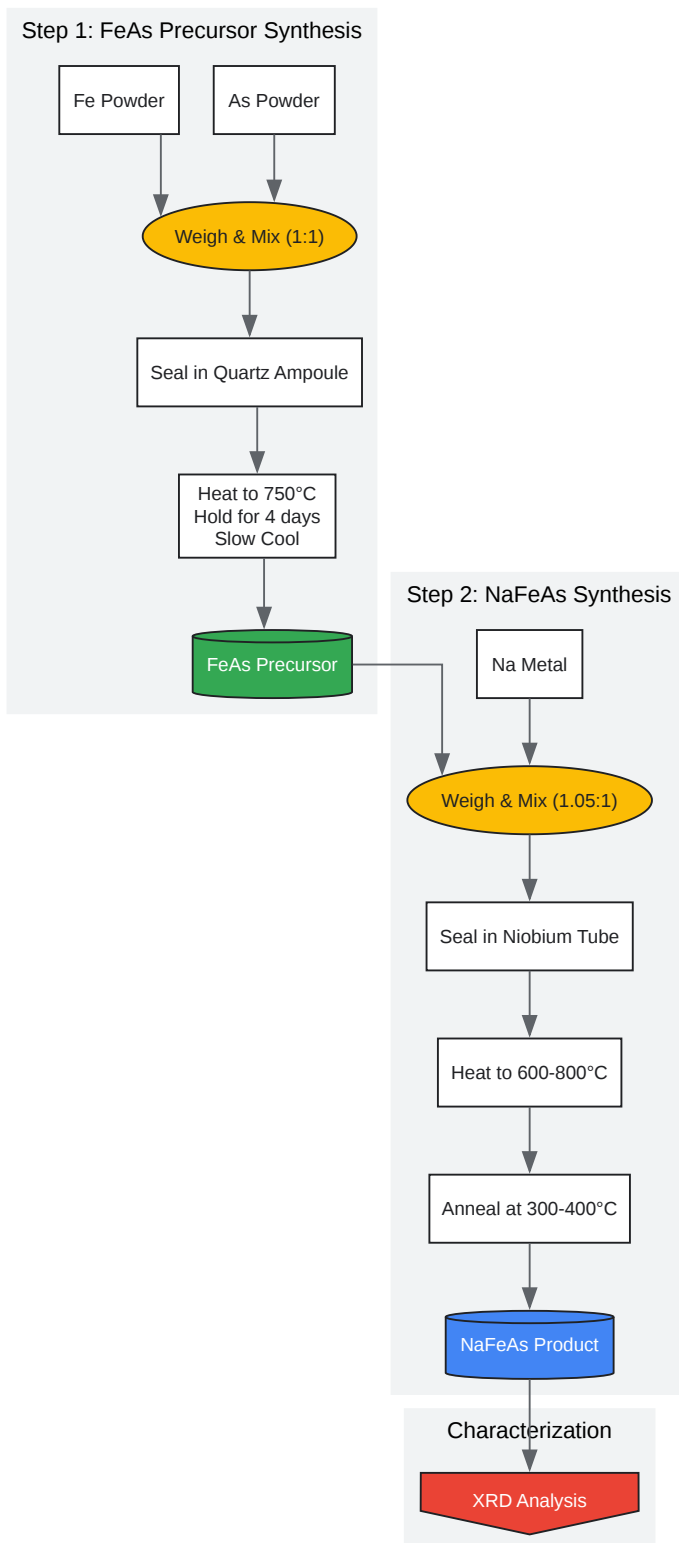 Step 1: FeAs Precursor Synthesis
Fe Powder
As Powder
Weigh & Mix (1:1)
Seal in Quartz Ampoule
Heat to 750°C
Hold for 4 days
Slow Cool
FeAs Precursor
Step 2: NaFeAs Synthesis
Na Metal
Weigh & Mix (1.05:1)
Seal in Niobium Tube
Heat to 600-800°C
Anneal at 300-400°C
NaFeAs Product
Characterization
XRD Analysis